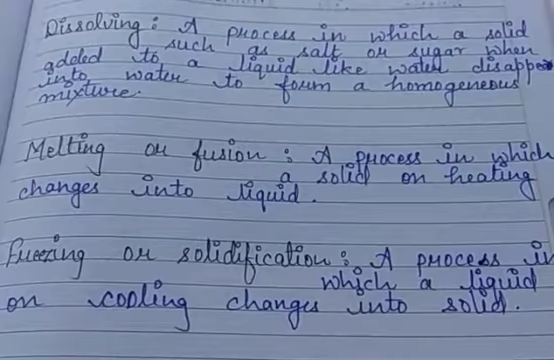 Dissolving : A process in which a solid
such as salt or sugar when
added to a liquid like water disappe
into water to form a homogeneous
mixture.
Melting or fusion : A process in which
a solid on heating
changes into liquid.
Freezing or solidification : A process in
which a liquid
on cooling changes into solid.